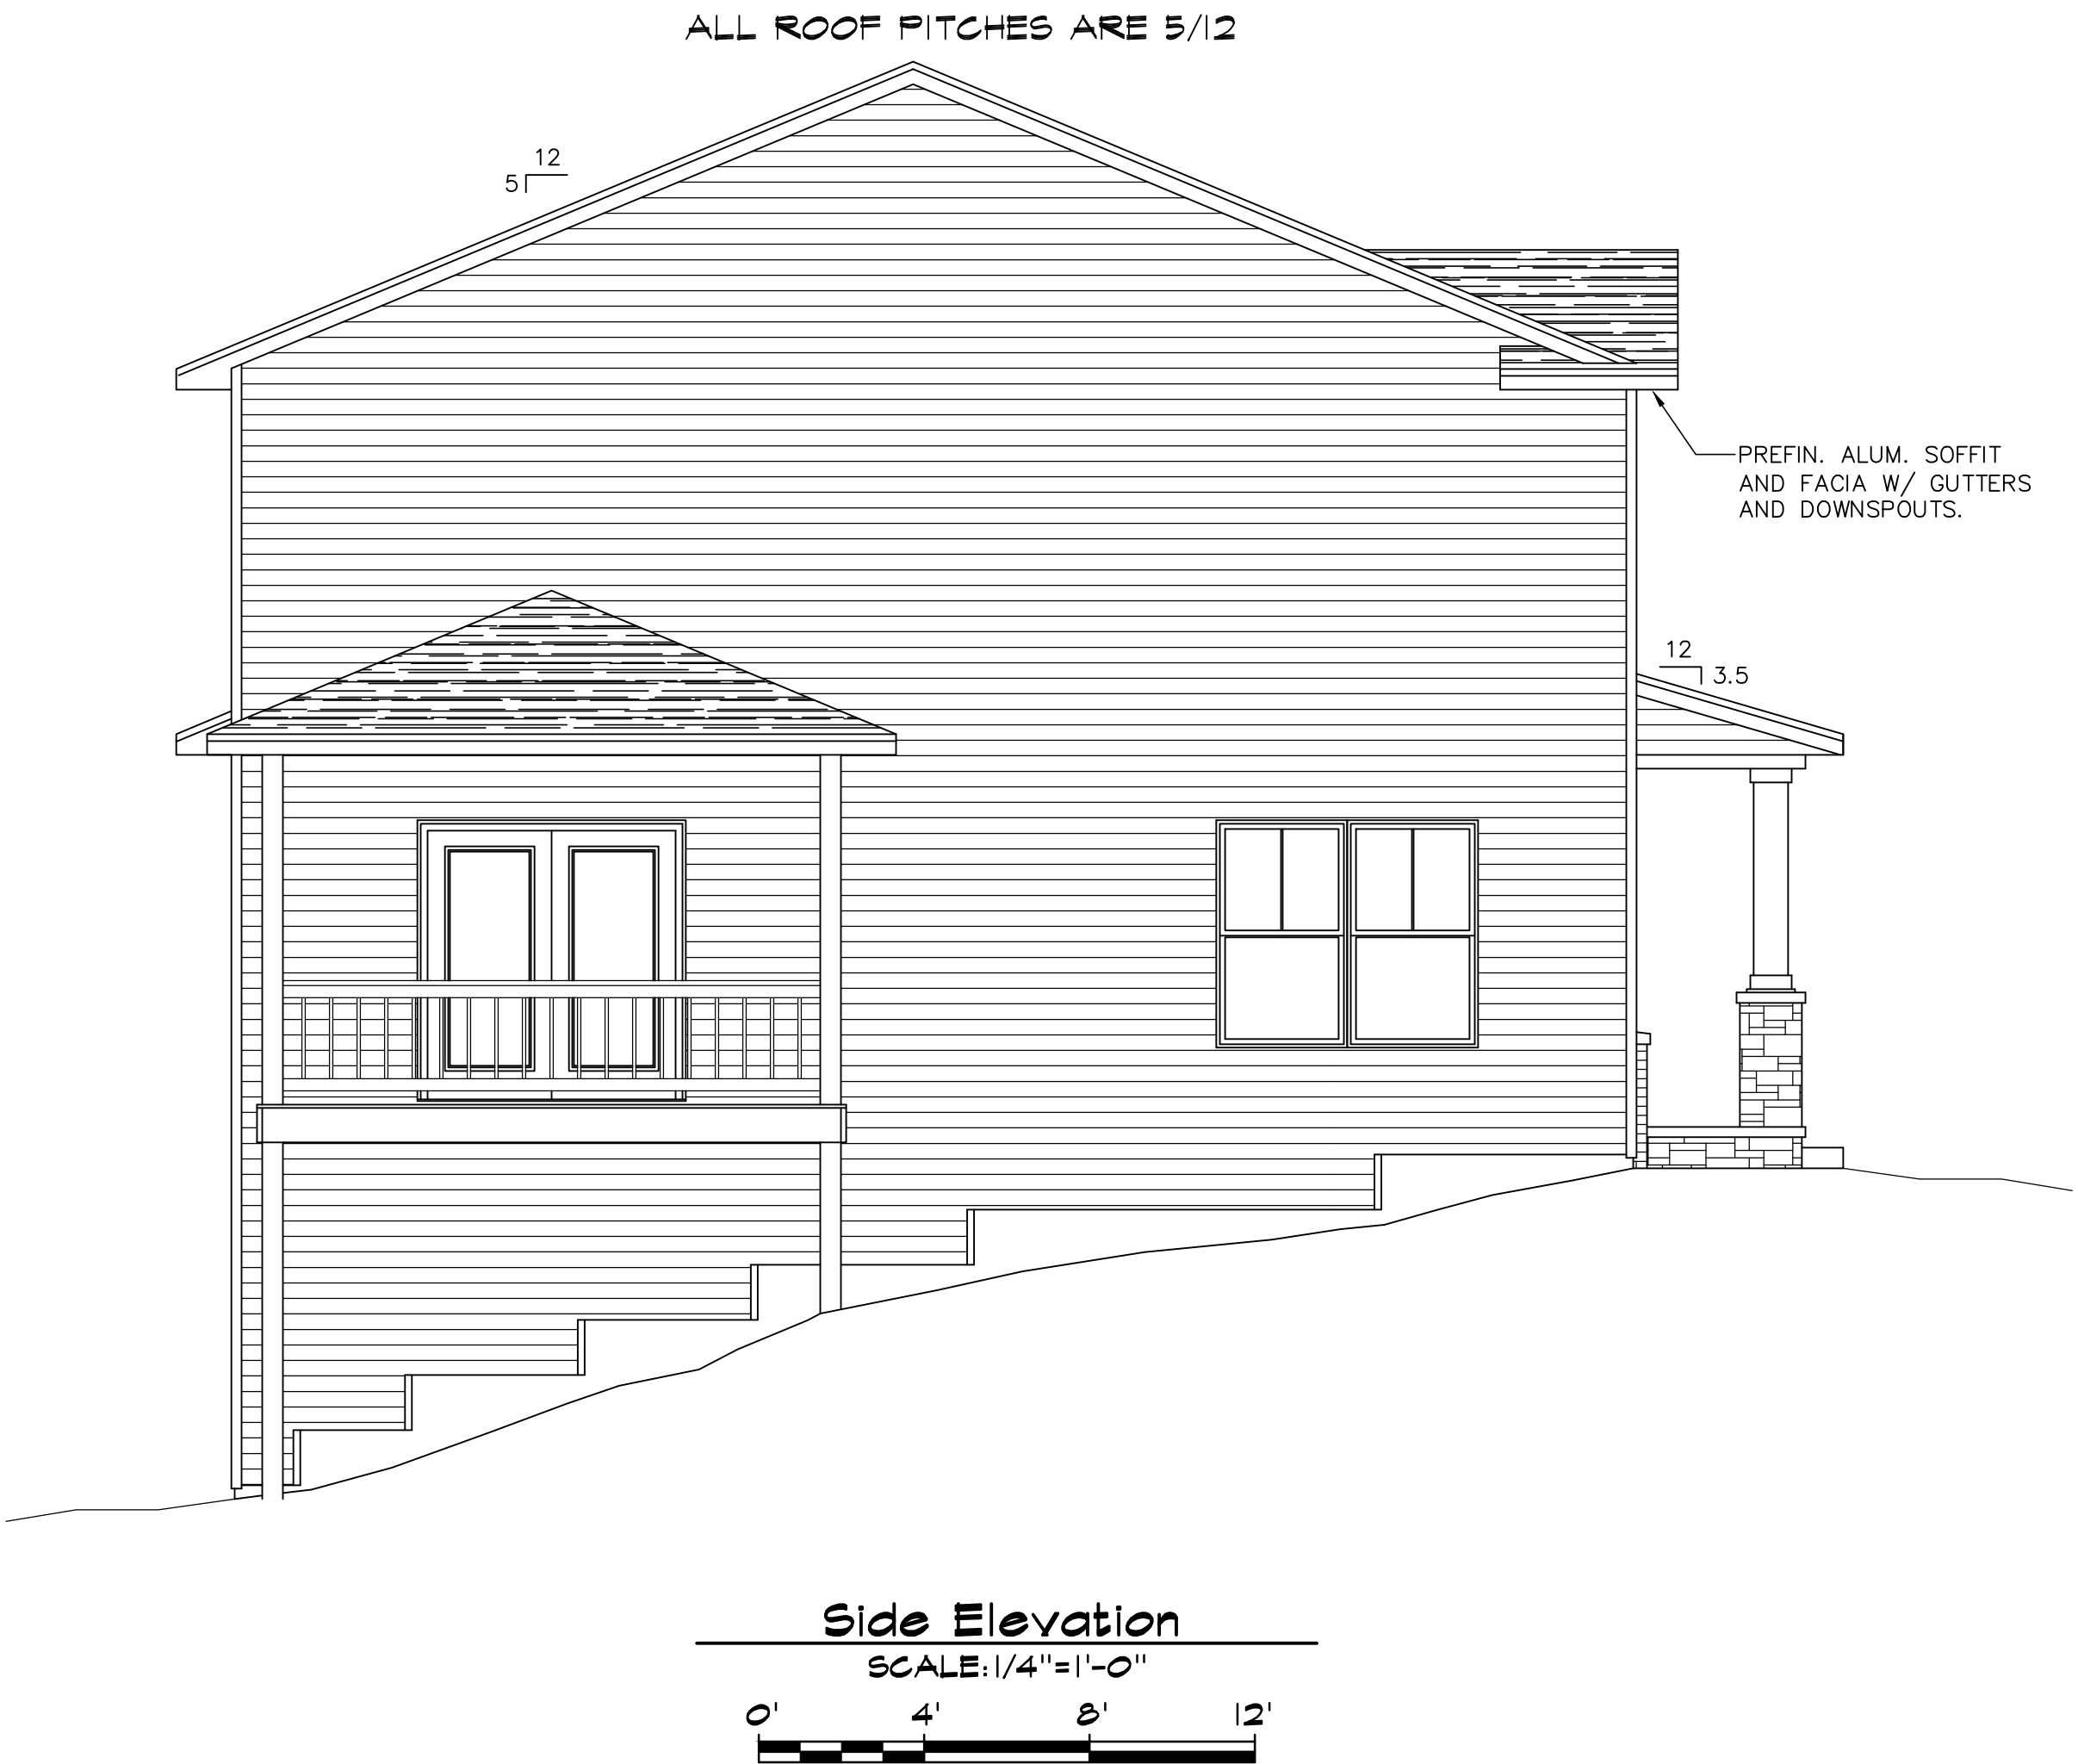 ALL ROOF PITCHES ARE 5/12
12
5
PREFIN. ALUM. SOFFIT
AND FACIA W/ GUTTERS
AND DOWNSPOUTS.
12
3.5
Side Elevation
SCALE: 1/4"=1'-0"
0' 4' 8' 12'